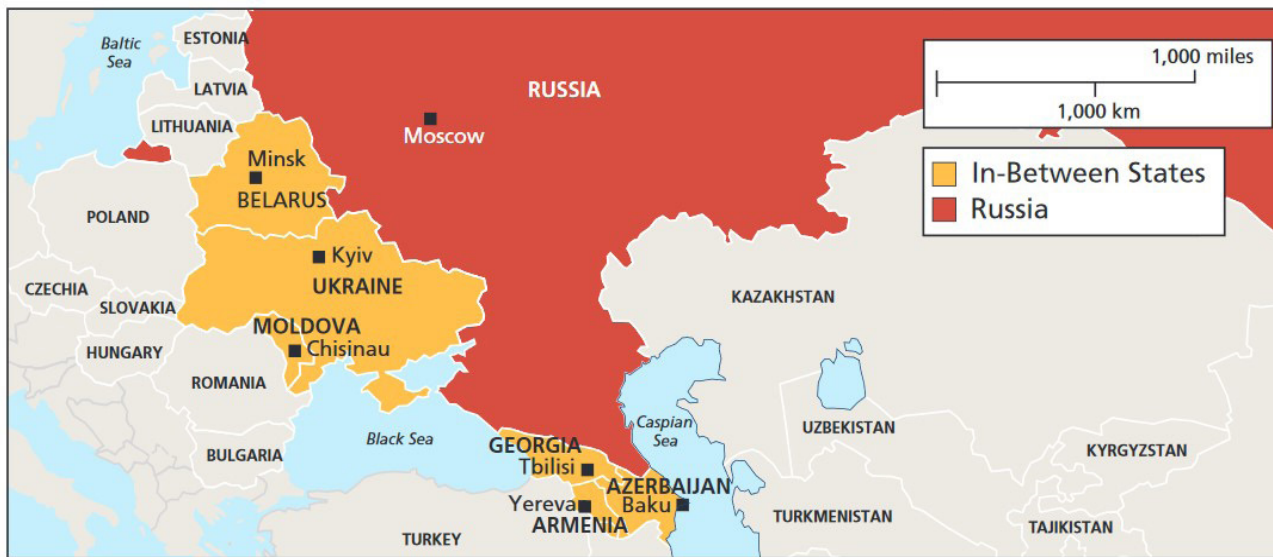 ESTONIA
Baltic
Sea
LATVIA
LITHUANIA
RUSSIA
Moscow
1,000 miles
1,000 km
In-Between States
Russia
Minsk
BELARUS
POLAND
Kyiv
UKRAINE
CZECHIA
SLOVAKIA
KAZAKHSTAN
MOLDOVA
Chisinau
HUNGARY
ROMANIA
Black Sea
Caspian
Sea
UZBEKISTAN
BULGARIA
GEORGIA
Tbilisi
KYRGYZSTAN
AZERBAIJAN
Baku
Yereva
ARMENIA
TURKMENISTAN
TAJIKISTAN
TURKEY